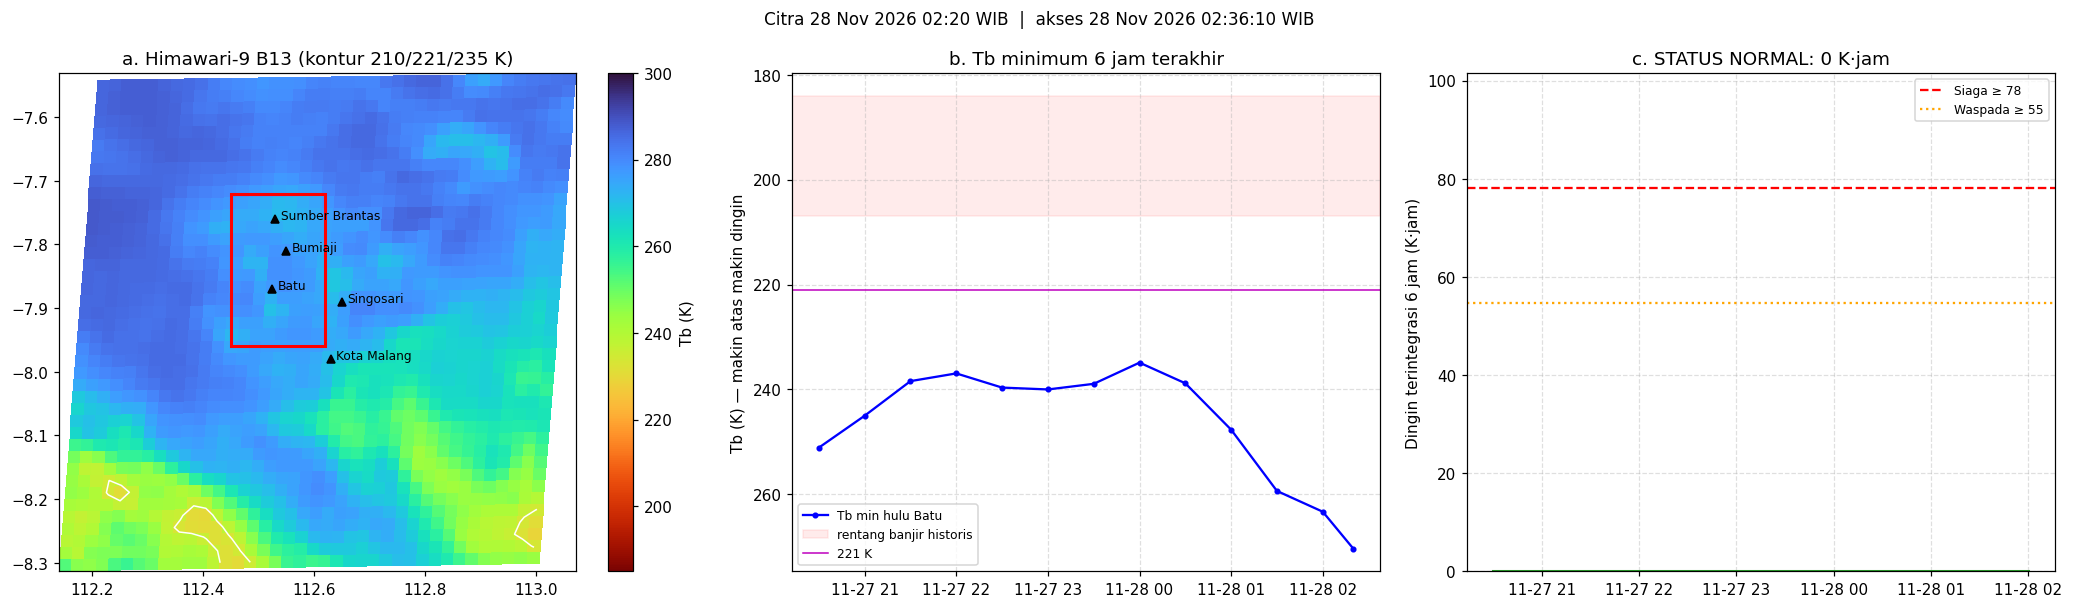 Citra 28 Nov 2026 02:20 WIB | akses 28 Nov 2026 02:36:10 WIB
a. Himawari-9 B13 (kontur 210/221/235 K)
−7.6
−7.7
−7.8
−7.9
−8.0
−8.1
−8.2
−8.3
112.2
112.4
112.6
112.8
113.0
Sumber Brantas
Bumiaji
Batu
Singosari
Kota Malang
300
280
260
240
220
200
Tb (K)
b. Tb minimum 6 jam terakhir
Tb (K) — makin atas makin dingin
180
200
220
240
260
Tb min hulu Batu
rentang banjir historis
221 K
11-27 21
11-27 22
11-27 23
11-28 00
11-28 01
11-28 02
c. STATUS NORMAL: 0 K·jam
Dingin terintegrasi 6 jam (K·jam)
100
80
60
40
20
0
Siaga ≥ 78
Waspada ≥ 55
11-27 21
11-27 22
11-27 23
11-28 00
11-28 01
11-28 02